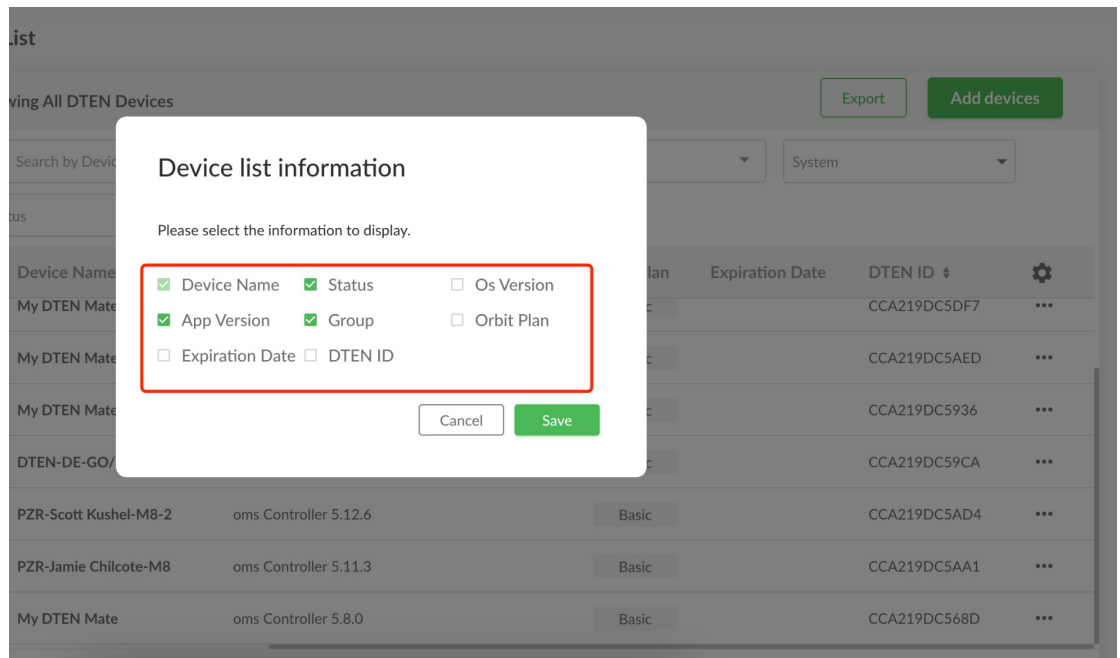 List
wing All DTEN Devices
Export
Add devices
Search by Devic
System
tus
Device list information
Please select the information to display.
Device Name Status Os Version
App Version Group Orbit Plan
Expiration Date DTEN ID
Cancel Save
Device Name lan Expiration Date DTEN ID
My DTEN Mate c CCA219DC5DF7
My DTEN Mate c CCA219DC5AED
My DTEN Mate c CCA219DC5936
DTEN-DE-GO/ c CCA219DC59CA
PZR-Scott Kushel-M8-2 oms Controller 5.12.6 Basic CCA219DC5AD4
PZR-Jamie Chilcote-M8 oms Controller 5.11.3 Basic CCA219DC5AA1
My DTEN Mate oms Controller 5.8.0 Basic CCA219DC568D